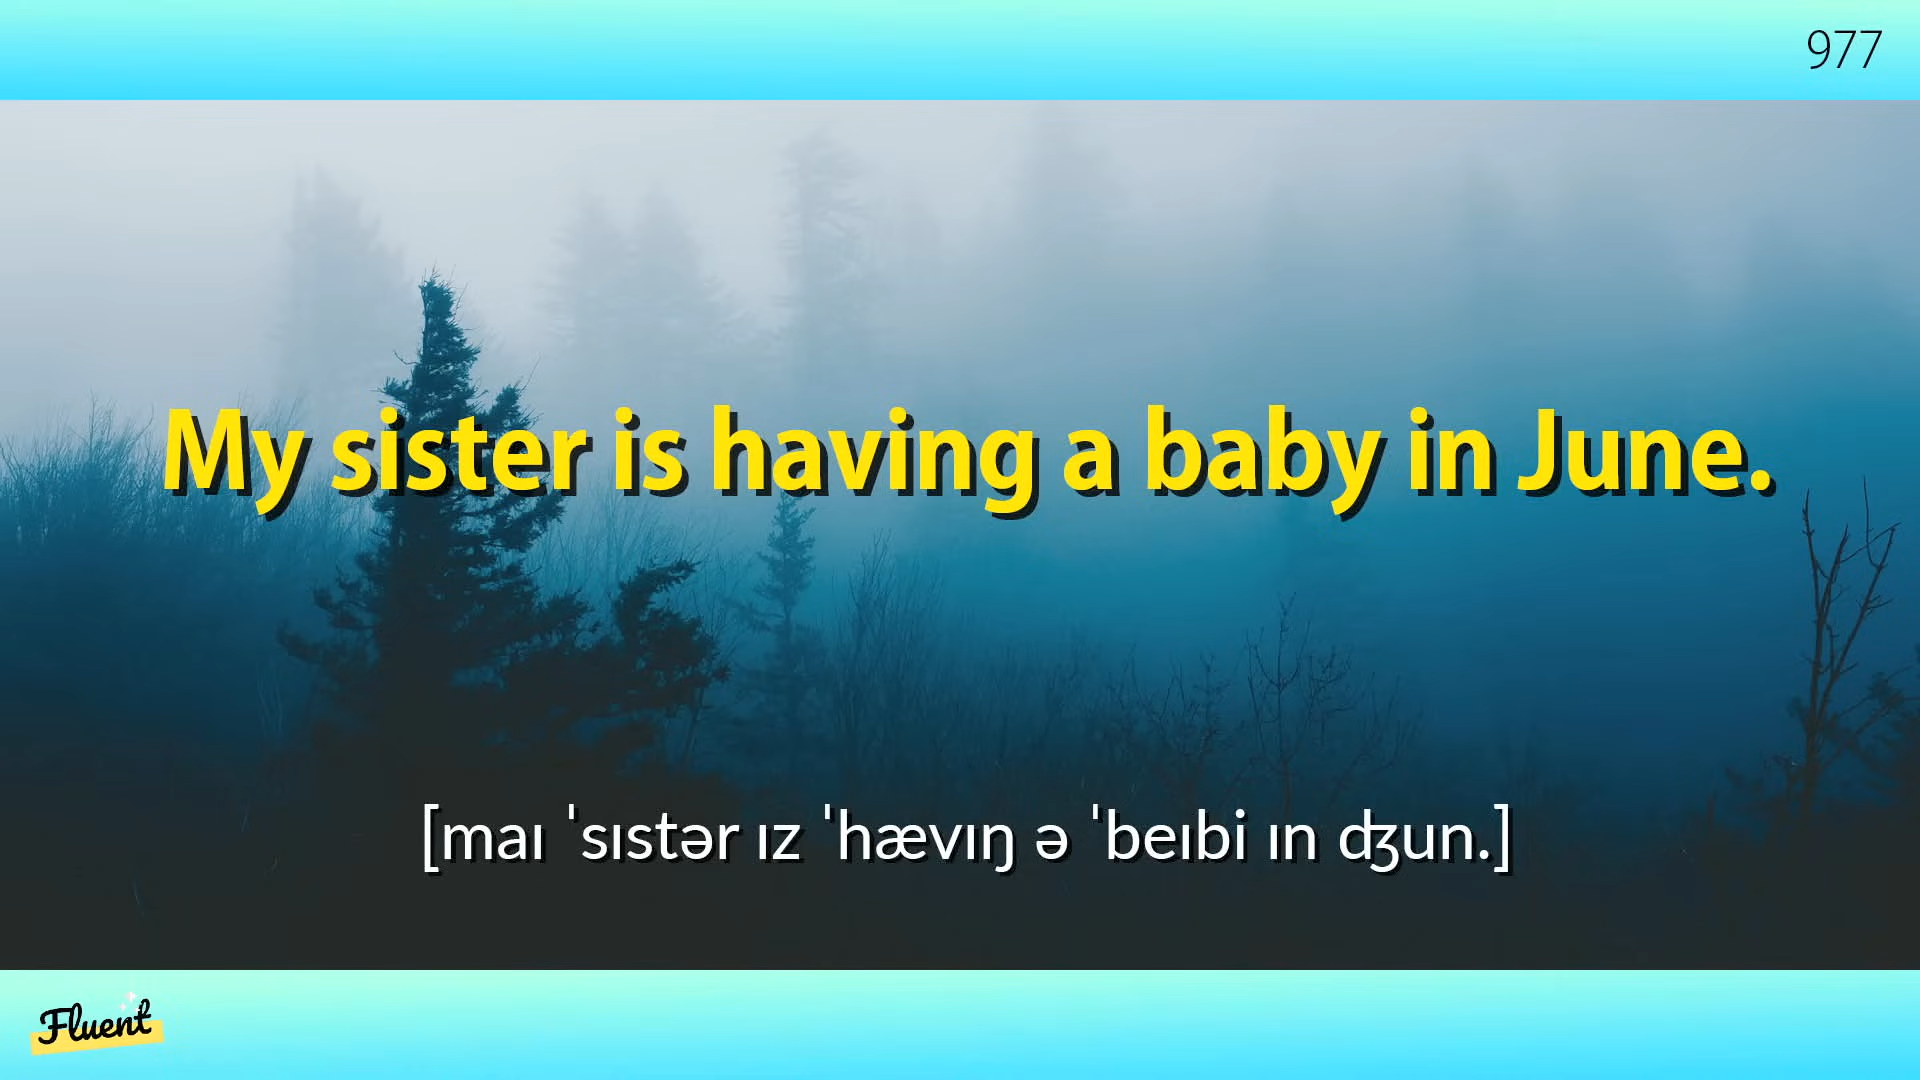 977
My sister is having a baby in June.
[maɪ ˈsɪstər ɪz ˈhævɪŋ ə ˈbeɪbi ɪn ʤun.]
Fluent